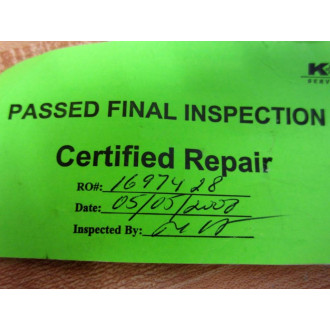 PASSED FINAL INSPECTION
Certified Repair
RO#: 1697428
Date: 05/05/2008
Inspected By: